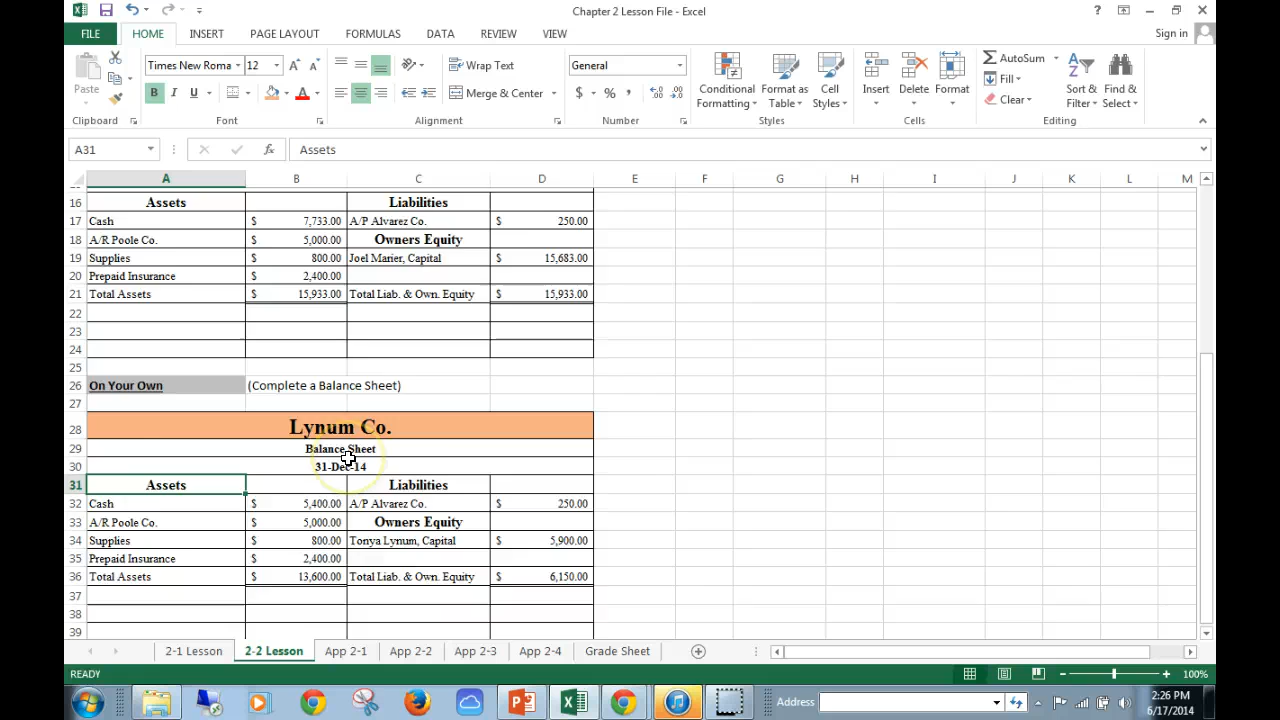 Chapter 2 Lesson File - Excel
FILE HOME INSERT PAGE LAYOUT FORMULAS DATA REVIEW VIEW Sign in
Paste Times New Roma 12 Wrap Text General Conditional Formatting Format as Table Cell Styles Insert Delete Format AutoSum Sort & Filter Find & Select
B I U A Merge & Center $ % , Fill Clear
Clipboard Font Alignment Number Styles Cells Editing
A31 fx Assets
A B C D E F G H I J K L M
16 Assets Liabilities
17 Cash $ 7,733.00 A/P Alvarez Co. $ 250.00
18 A/R Poole Co. $ 5,000.00 Owners Equity
19 Supplies $ 800.00 Joel Marier, Capital $ 15,683.00
20 Prepaid Insurance $ 2,400.00
21 Total Assets $ 15,933.00 Total Liab. & Own. Equity $ 15,933.00
22
23
24
25
26 On Your Own (Complete a Balance Sheet)
27
28 Lynum Co.
29 Balance Sheet
30 31-Dec-14
31 Assets Liabilities
32 Cash $ 5,400.00 A/P Alvarez Co. $ 250.00
33 A/R Poole Co. $ 5,000.00 Owners Equity
34 Supplies $ 800.00 Tonya Lynum, Capital $ 5,900.00
35 Prepaid Insurance $ 2,400.00
36 Total Assets $ 13,600.00 Total Liab. & Own. Equity $ 6,150.00
37
38
39
2-1 Lesson 2-2 Lesson App 2-1 App 2-2 App 2-3 App 2-4 Grade Sheet
READY 100%
Address 2:26 PM
6/17/2014